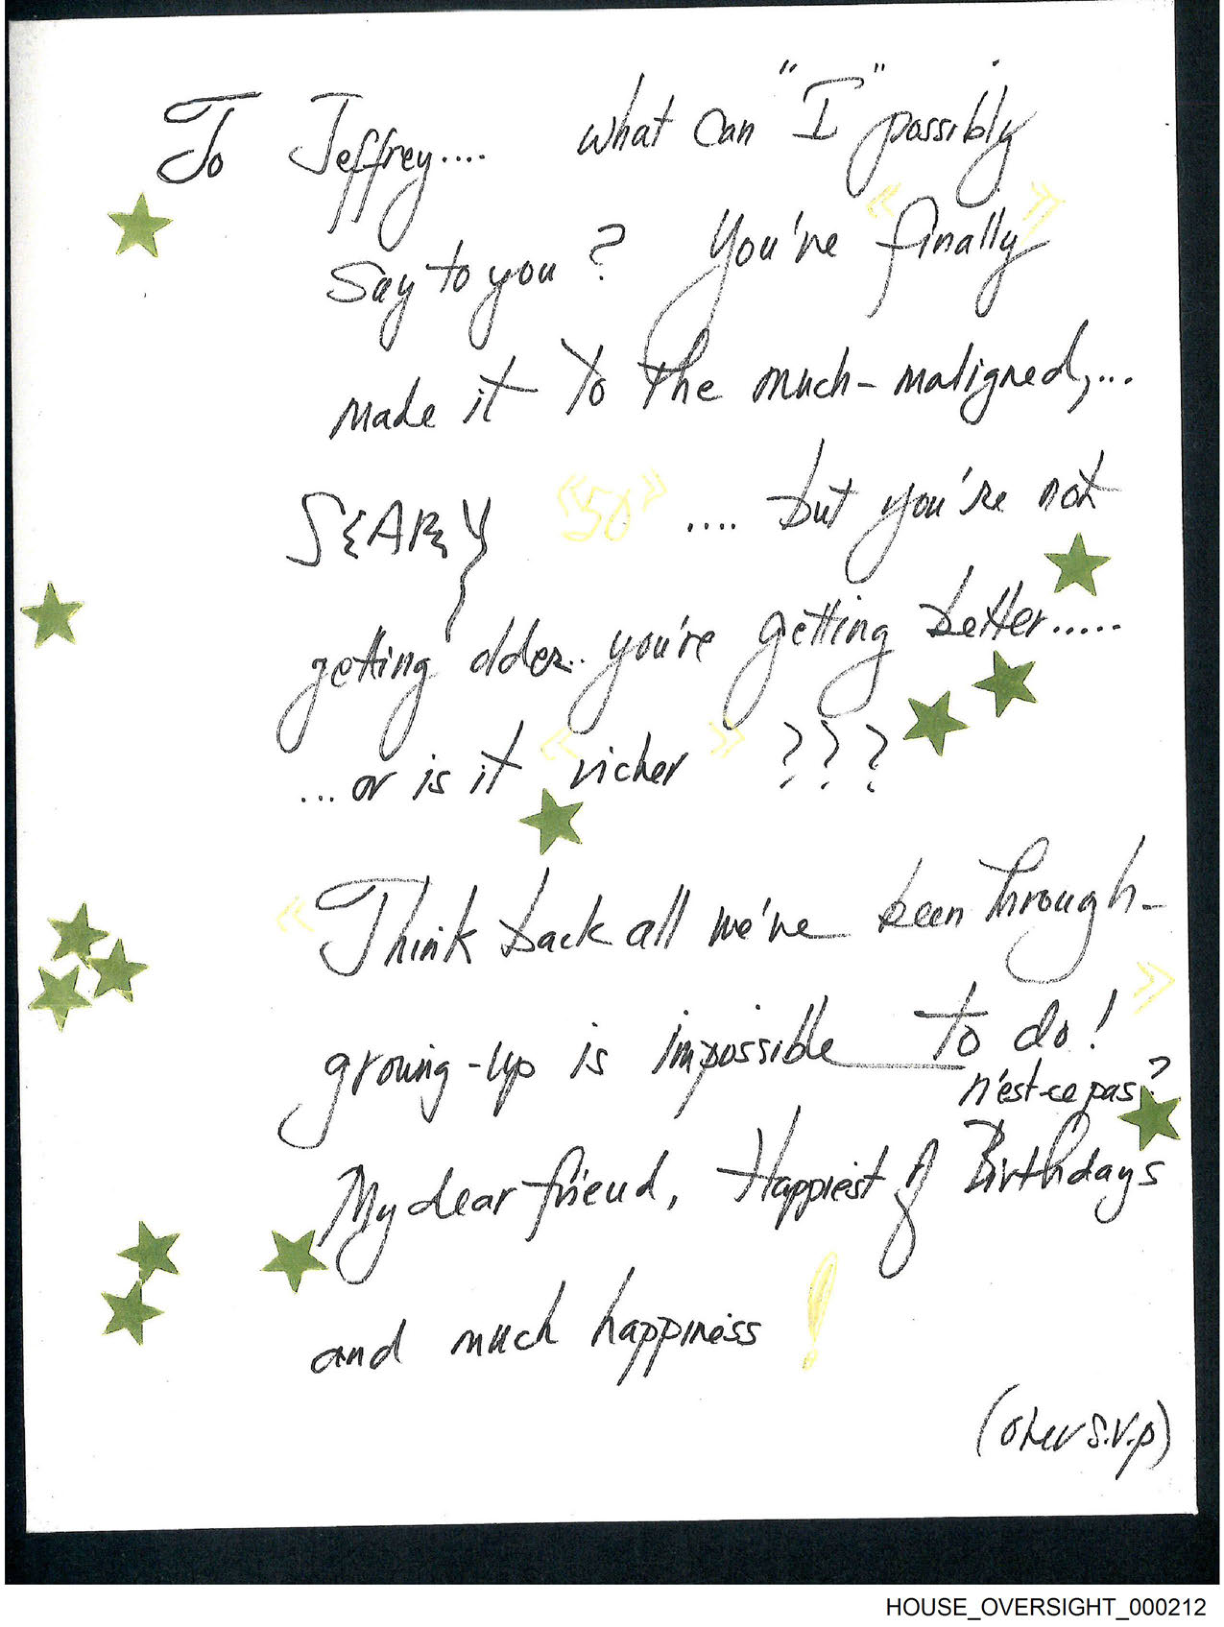 To Jeffrey.... what can "I" possibly
say to you? You're "finally"
made it to the much-maligned,...
SCARY "50" .... but you're not
getting older.. you're getting better.....
...or is it "richer" ???
"Think back all we've been through-
growing-up is impossible to do!"
n'est-ce pas?
My dear friend, Happiest of Birthdays
and much happiness!
(over s.v.p)
HOUSE_OVERSIGHT_000212